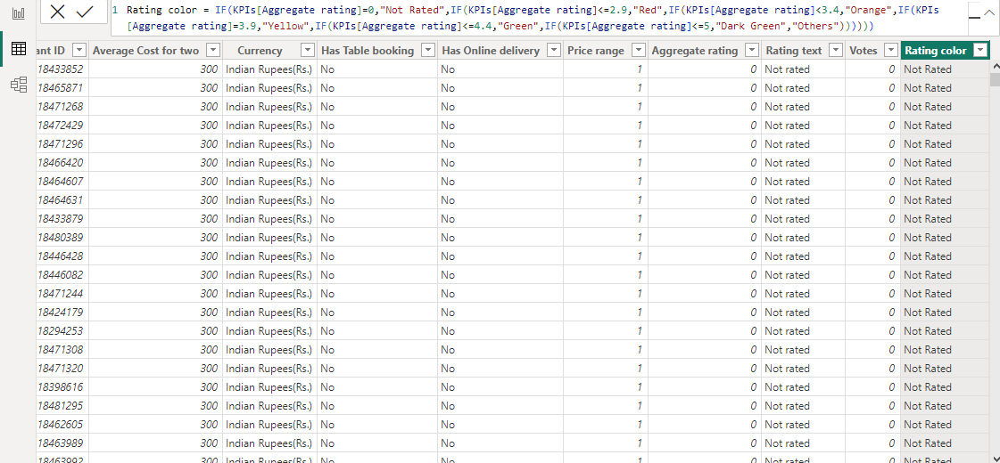 1 Rating color = IF(KPIs[Aggregate rating]=0,"Not Rated",IF(KPIs[Aggregate rating]<=2.9,"Red",IF(KPIs[Aggregate rating]<3.4,"Orange",IF(KPIs
[Aggregate rating]=3.9,"Yellow",IF(KPIs[Aggregate rating]<=4.4,"Green",IF(KPIs[Aggregate rating]<=5,"Dark Green","Others"))))))
ant ID Average Cost for two Currency Has Table booking Has Online delivery Price range Aggregate rating Rating text Votes Rating color
18433852 300 Indian Rupees(Rs.) No No 1 0 Not rated 0 Not Rated
18465871 300 Indian Rupees(Rs.) No No 1 0 Not rated 0 Not Rated
18471268 300 Indian Rupees(Rs.) No No 1 0 Not rated 0 Not Rated
18472429 300 Indian Rupees(Rs.) No No 1 0 Not rated 0 Not Rated
18471296 300 Indian Rupees(Rs.) No No 1 0 Not rated 0 Not Rated
18466420 300 Indian Rupees(Rs.) No No 1 0 Not rated 0 Not Rated
18464607 300 Indian Rupees(Rs.) No No 1 0 Not rated 0 Not Rated
18464631 300 Indian Rupees(Rs.) No No 1 0 Not rated 0 Not Rated
18433879 300 Indian Rupees(Rs.) No No 1 0 Not rated 0 Not Rated
18480389 300 Indian Rupees(Rs.) No No 1 0 Not rated 0 Not Rated
18446428 300 Indian Rupees(Rs.) No No 1 0 Not rated 0 Not Rated
18446082 300 Indian Rupees(Rs.) No No 1 0 Not rated 0 Not Rated
18471244 300 Indian Rupees(Rs.) No No 1 0 Not rated 0 Not Rated
18424179 300 Indian Rupees(Rs.) No No 1 0 Not rated 0 Not Rated
18294253 300 Indian Rupees(Rs.) No No 1 0 Not rated 0 Not Rated
18471308 300 Indian Rupees(Rs.) No No 1 0 Not rated 0 Not Rated
18471320 300 Indian Rupees(Rs.) No No 1 0 Not rated 0 Not Rated
18398616 300 Indian Rupees(Rs.) No No 1 0 Not rated 0 Not Rated
18481295 300 Indian Rupees(Rs.) No No 1 0 Not rated 0 Not Rated
18462605 300 Indian Rupees(Rs.) No No 1 0 Not rated 0 Not Rated
18463989 300 Indian Rupees(Rs.) No No 1 0 Not rated 0 Not Rated
18463992 300 Indian Rupees(Rs.) No No 1 0 Not rated 0 Not Rated